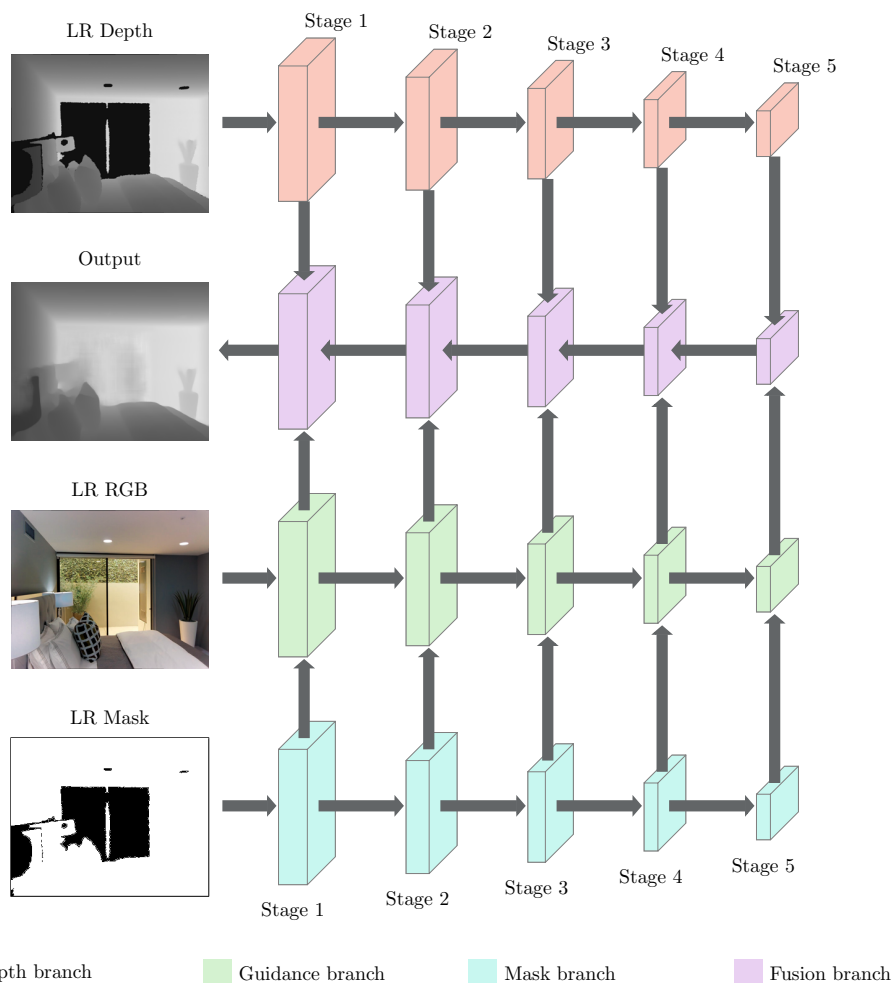 Stage 1
LR Depth
Stage 2
Stage 3
Stage 4
Stage 5
Output
LR RGB
LR Mask
Stage 5
Stage 4
Stage 3
Stage 2
Stage 1
branch
Guidance branch
Mask branch
Fusion branch